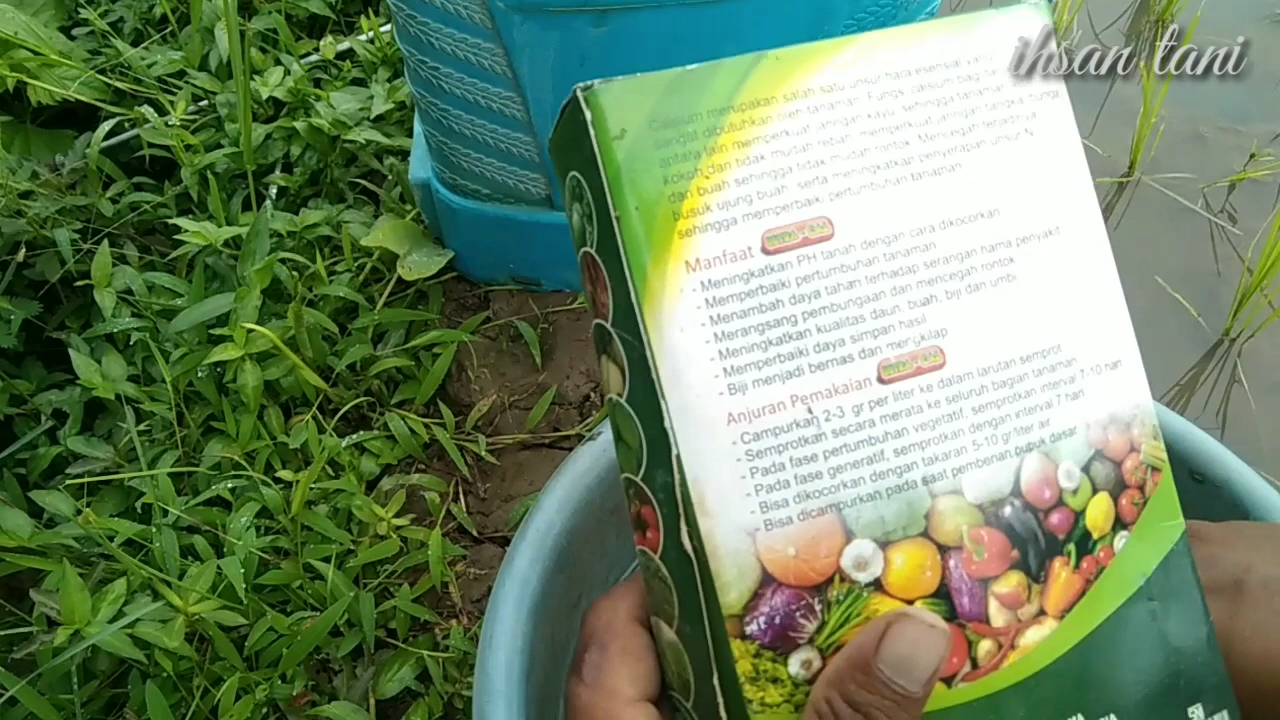 ihsan tani
Calsium merupakan salah satu unsur hara esensial yang
sangat dibutuhkan oleh tanaman. Fungsi calsium bagi
antara lain memperkuat jaringan kayu, sehingga tanaman
kokoh dan tidak mudah rebah, memperkuat jaringan tangkai bunga
dan buah sehingga tidak mudah rontok. Mencegah terjadinya
busuk ujung buah, serta meningkatkan penyerapan unsur N
sehingga memperbaiki pertumbuhan tanaman
Manfaat
- Meningkatkan PH tanah dengan cara dikocorkan
- Memperbaiki pertumbuhan tanaman
- Menambah daya tahan terhadap serangan hama penyakit
- Merangsang pembungaan dan mencegah rontok
- Meningkatkan kualitas daun, buah, biji dan umbi
- Memperbaiki daya simpan hasil
- Biji menjadi bernas dan mengkilap
Anjuran Pemakaian
- Campurkan 2-3 gr per liter ke dalam larutan semprot
- Semprotkan secara merata ke seluruh bagian tanaman
- Pada fase pertumbuhan vegetatif, semprotkan interval 7-10 hari
- Pada fase generatif, semprotkan dengan interval 7 hari
- Bisa dikocorkan dengan takaran 5-10 gr/liter air
- Bisa dicampurkan pada saat pembenan pupuk dasar